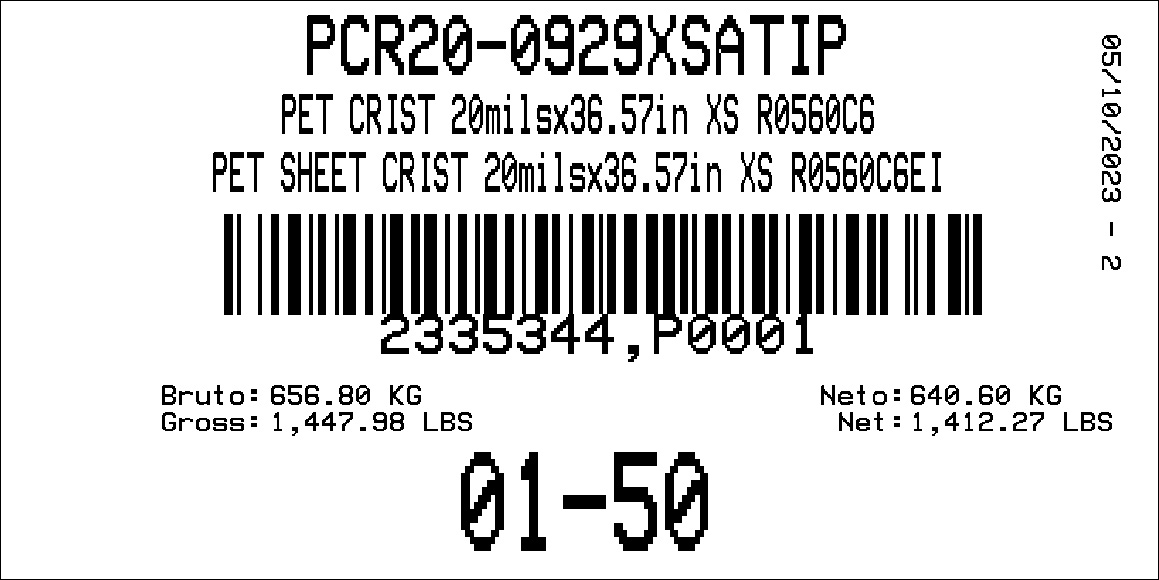 PCR20-0929XSATIP
PET CRIST 20milsx36.57in XS R0560C6
PET SHEET CRIST 20milsx36.57in XS R0560C6EI
2335344,P0001
Bruto: 656.80 KG
Gross: 1,447.98 LBS
Neto: 640.60 KG
Net: 1,412.27 LBS
01-50
05/10/2023 - 2